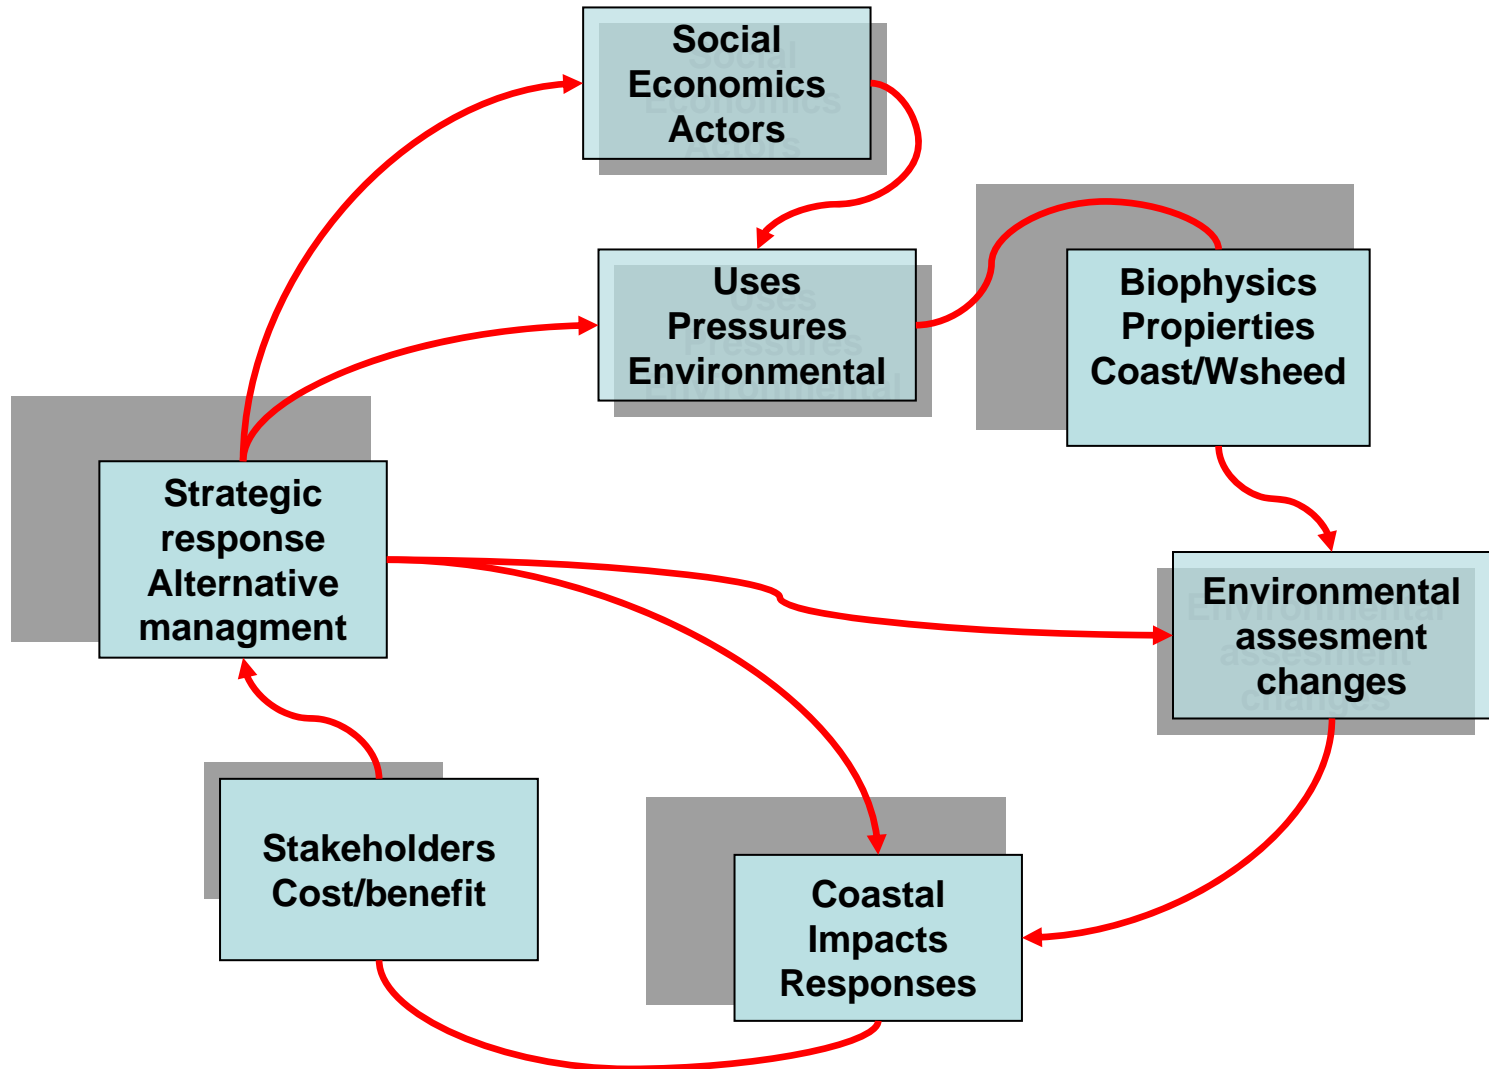 Social
Economics
Actors
Uses
Pressures
Environmental
Biophysics
Propierties
Coast/Wsheed
Strategic
response
Alternative
managment
Environmental
assesment
changes
Stakeholders
Cost/benefit
Coastal
Impacts
Responses